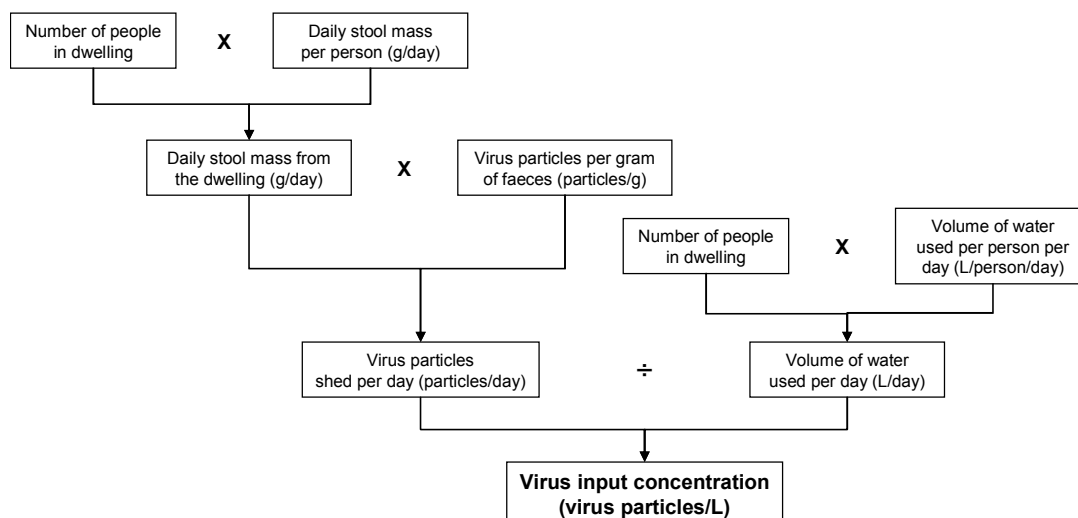 Number of people
in dwelling
X
Daily stool mass
per person (g/day)
Daily stool mass from
the dwelling (g/day)
X
Virus particles per gram
of faeces (particles/g)
Number of people
in dwelling
X
Volume of water
used per person per
day (L/person/day)
Virus particles
shed per day (particles/day)
÷
Volume of water
used per day (L/day)
Virus input concentration
(virus particles/L)